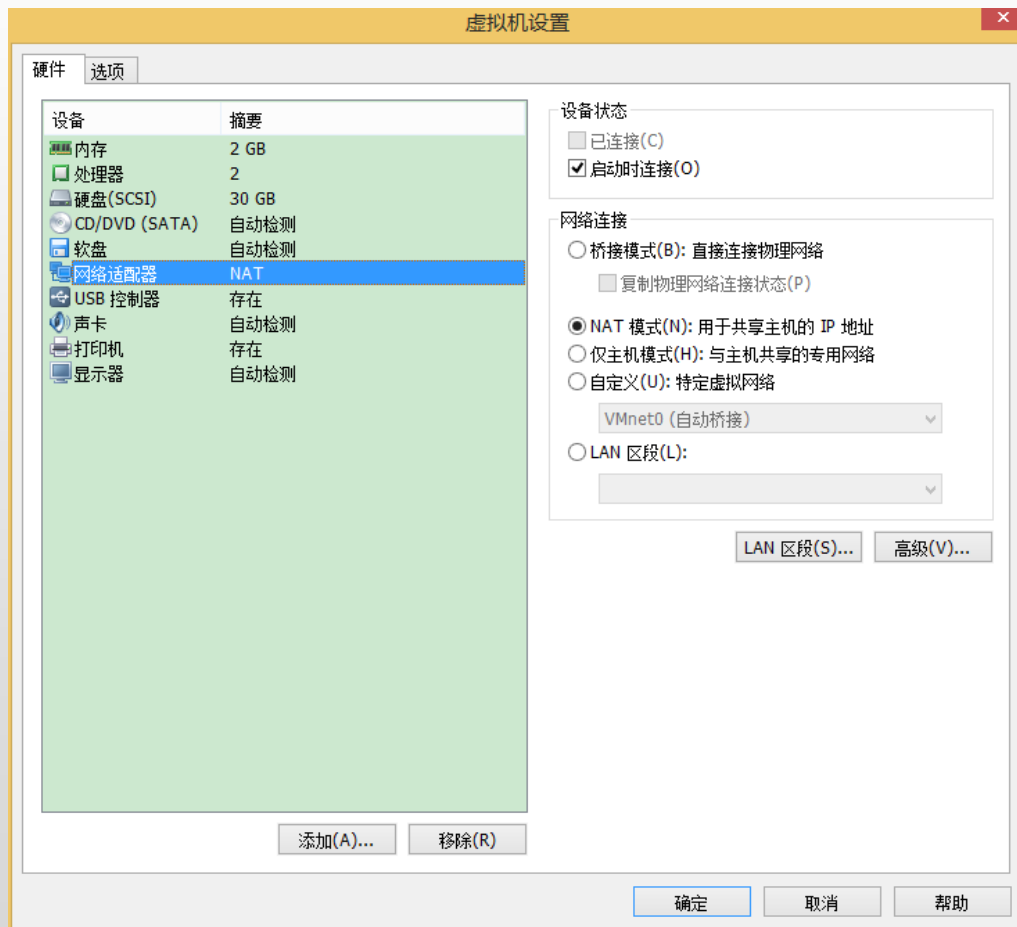 虚拟机设置
硬件 选项
设备 摘要
内存 2 GB
处理器 2
硬盘(SCSI) 30 GB
CD/DVD (SATA) 自动检测
软盘 自动检测
网络适配器 NAT
USB 控制器 存在
声卡 自动检测
打印机 存在
显示器 自动检测
添加(A)... 移除(R)
设备状态
已连接(C)
启动时连接(O)
网络连接
桥接模式(B): 直接连接物理网络
复制物理网络连接状态(P)
NAT 模式(N): 用于共享主机的 IP 地址
仅主机模式(H): 与主机共享的专用网络
自定义(U): 特定虚拟网络
VMnet0 (自动桥接)
LAN 区段(L):
LAN 区段(S)... 高级(V)...
确定 取消 帮助